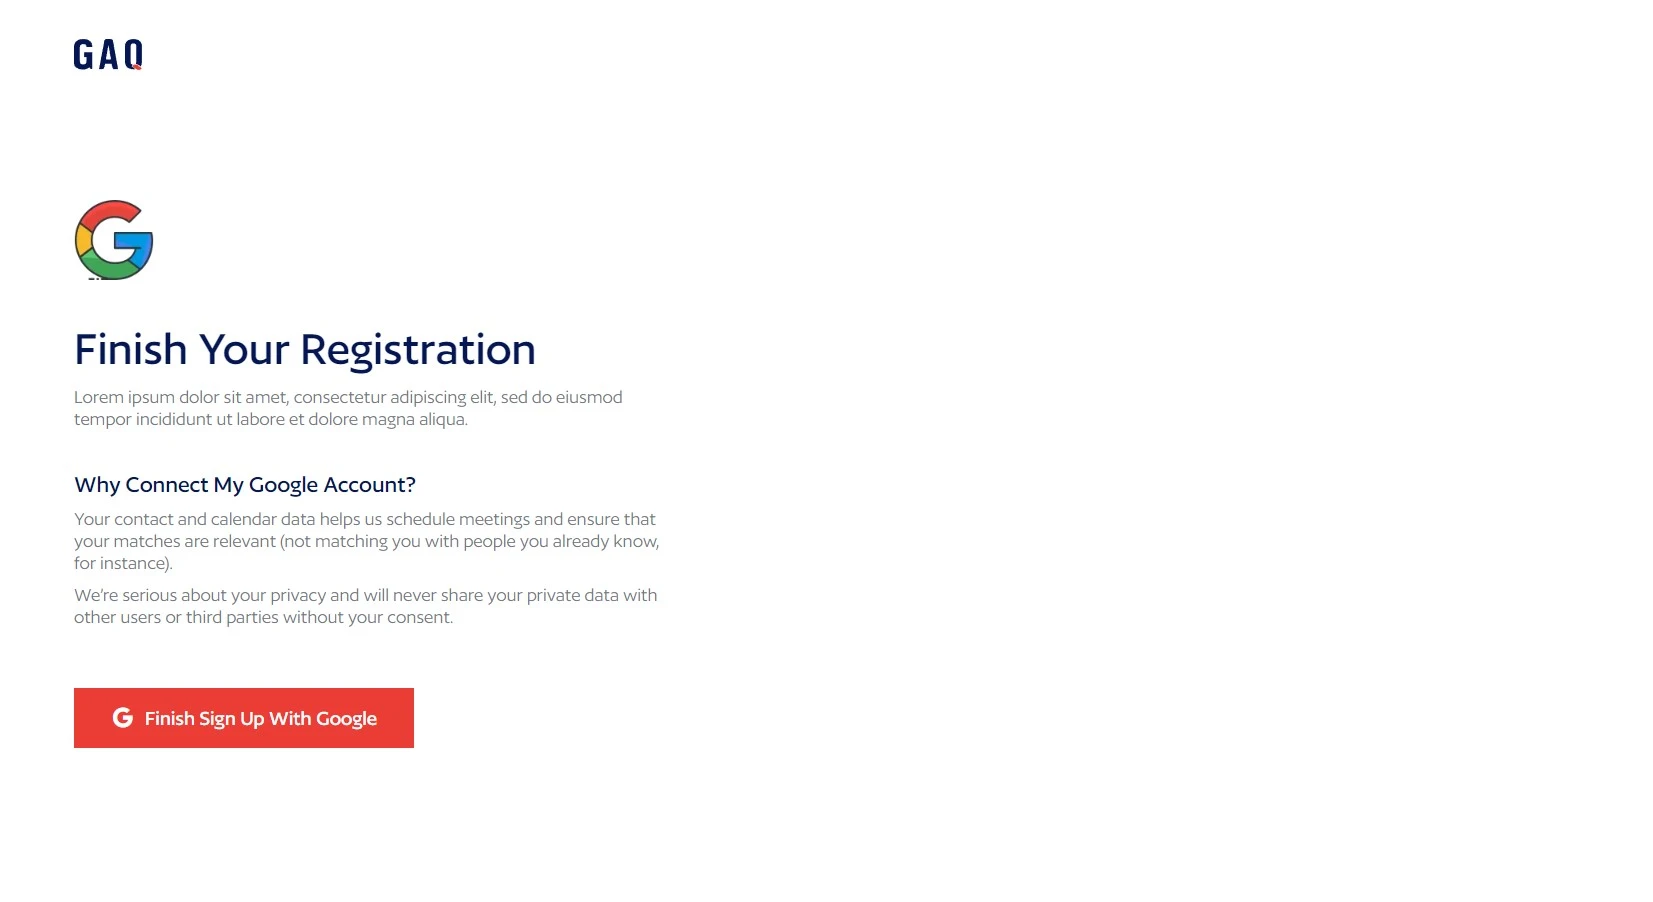 GAQ
Finish Your Registration
Lorem ipsum dolor sit amet, consectetur adipiscing elit, sed do eiusmod
tempor incididunt ut labore et dolore magna aliqua.
Why Connect My Google Account?
Your contact and calendar data helps us schedule meetings and ensure that
your matches are relevant (not matching you with people you already know,
for instance).
We’re serious about your privacy and will never share your private data with
other users or third parties without your consent.
G Finish Sign Up With Google